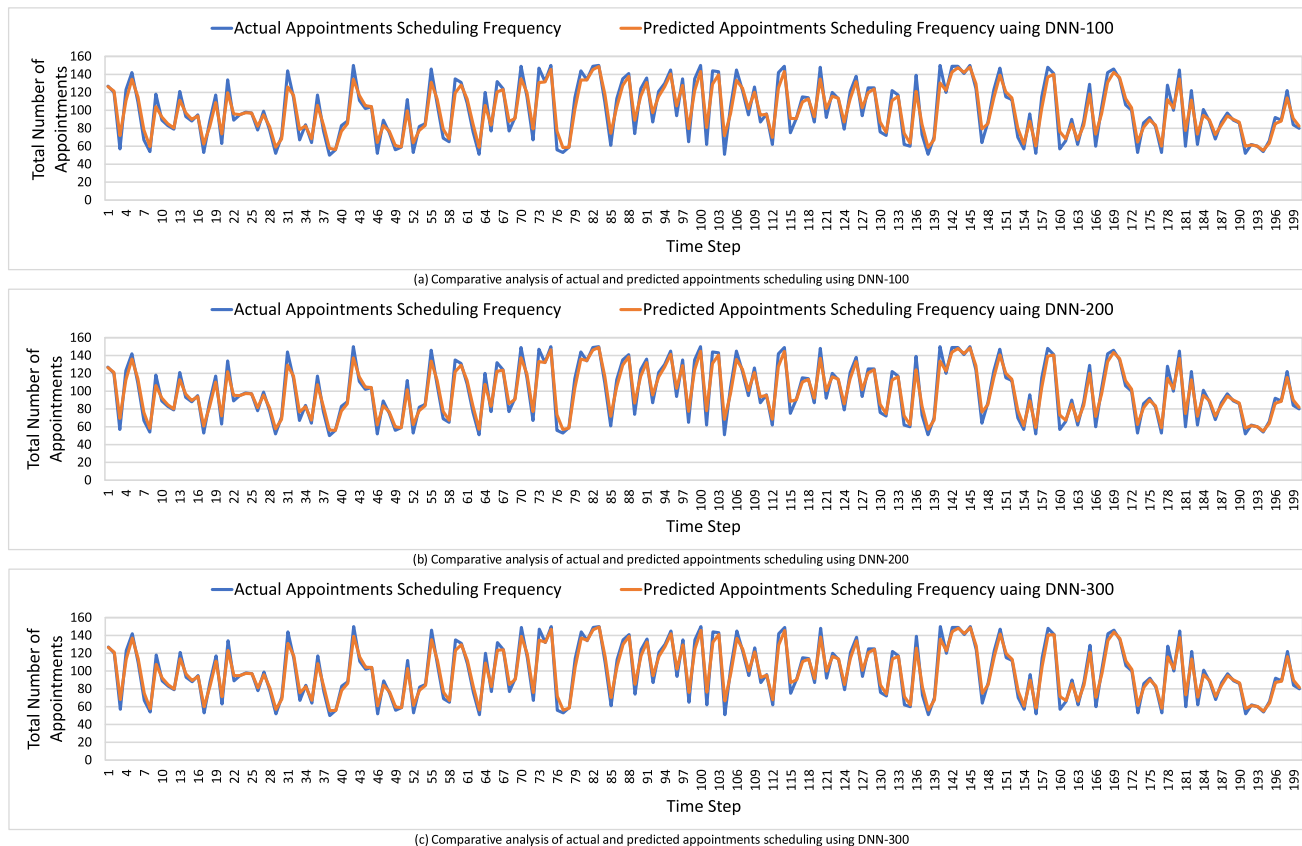 Actual Appointments Scheduling Frequency Predicted Appointments Scheduling Frequency uaing DNN-100
Total Number of
Appointments
160
140
120
100
80
60
40
20
0
1 4 7 10 13 16 19 22 25 28 31 34 37 40 43 46 49 52 55 58 61 64 67 70 73 76 79 82 85 88 91 94 97 100 103 106 109 112 115 118 121 124 127 130 133 136 139 142 145 148 151 154 157 160 163 166 169 172 175 178 181 184 187 190 193 196 199
Time Step
(a) Comparative analysis of actual and predicted appointments scheduling using DNN-100
Actual Appointments Scheduling Frequency Predicted Appointments Scheduling Frequency uaing DNN-200
Total Number of
Appointments
160
140
120
100
80
60
40
20
0
1 4 7 10 13 16 19 22 25 28 31 34 37 40 43 46 49 52 55 58 61 64 67 70 73 76 79 82 85 88 91 94 97 100 103 106 109 112 115 118 121 124 127 130 133 136 139 142 145 148 151 154 157 160 163 166 169 172 175 178 181 184 187 190 193 196 199
Time Step
(b) Comparative analysis of actual and predicted appointments scheduling using DNN-200
Actual Appointments Scheduling Frequency Predicted Appointments Scheduling Frequency uaing DNN-300
Total Number of
Appointments
160
140
120
100
80
60
40
20
0
1 4 7 10 13 16 19 22 25 28 31 34 37 40 43 46 49 52 55 58 61 64 67 70 73 76 79 82 85 88 91 94 97 100 103 106 109 112 115 118 121 124 127 130 133 136 139 142 145 148 151 154 157 160 163 166 169 172 175 178 181 184 187 190 193 196 199
Time Step
(c) Comparative analysis of actual and predicted appointments scheduling using DNN-300